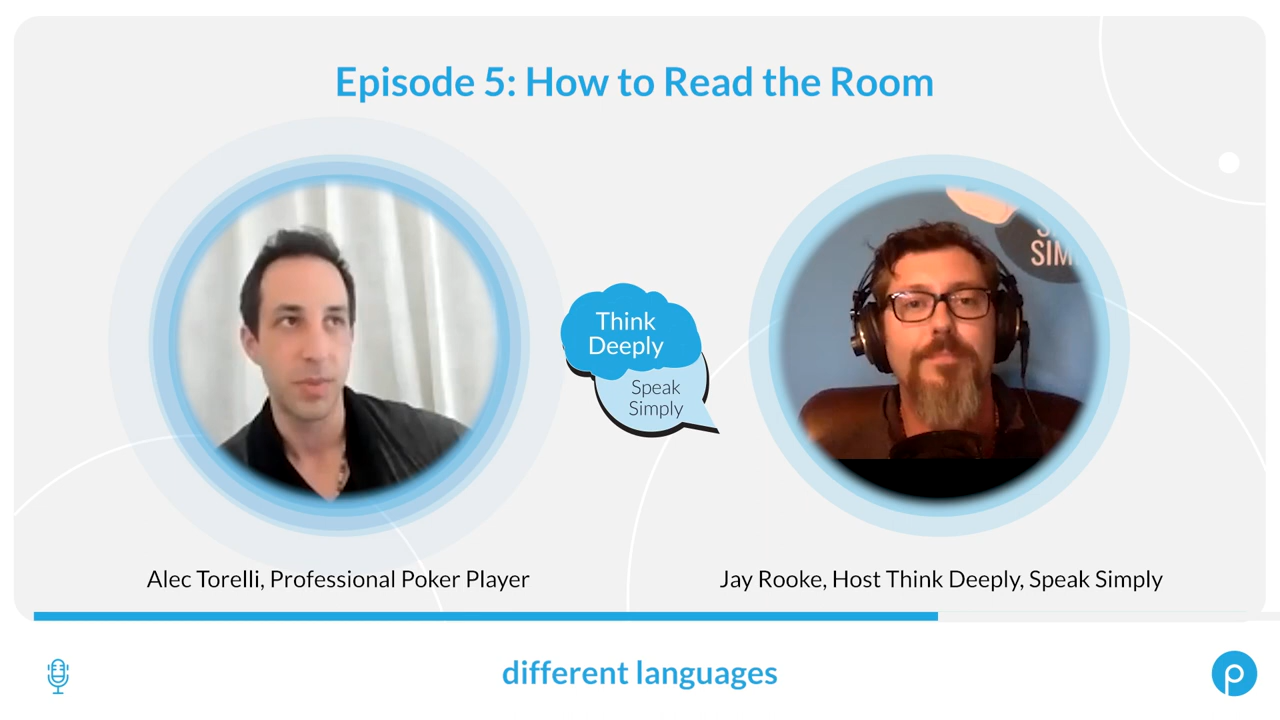 Episode 5: How to Read the Room
SIM
Think
Deeply
Speak
Simply
Alec Torelli, Professional Poker Player
Jay Rooke, Host Think Deeply, Speak Simply
different languages